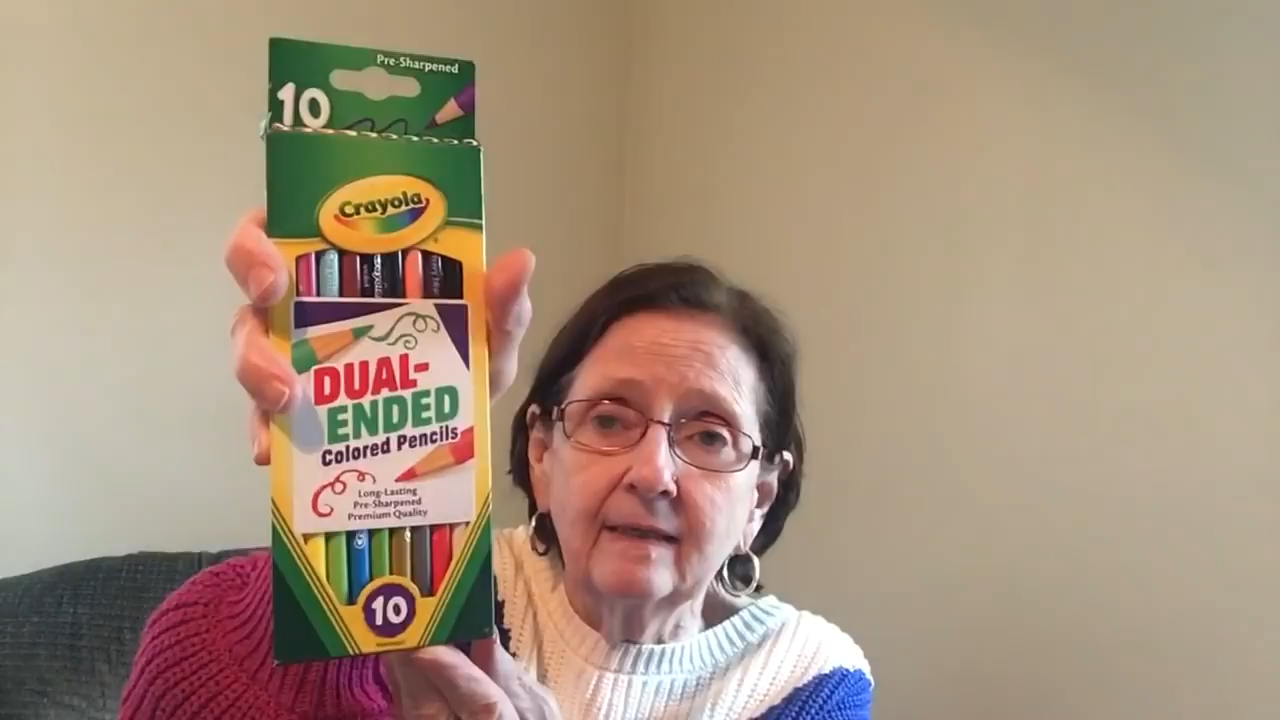 Pre-Sharpened
10
Crayola
DUAL-
ENDED
Colored Pencils
Long-Lasting
Pre-Sharpened
Premium Quality
10